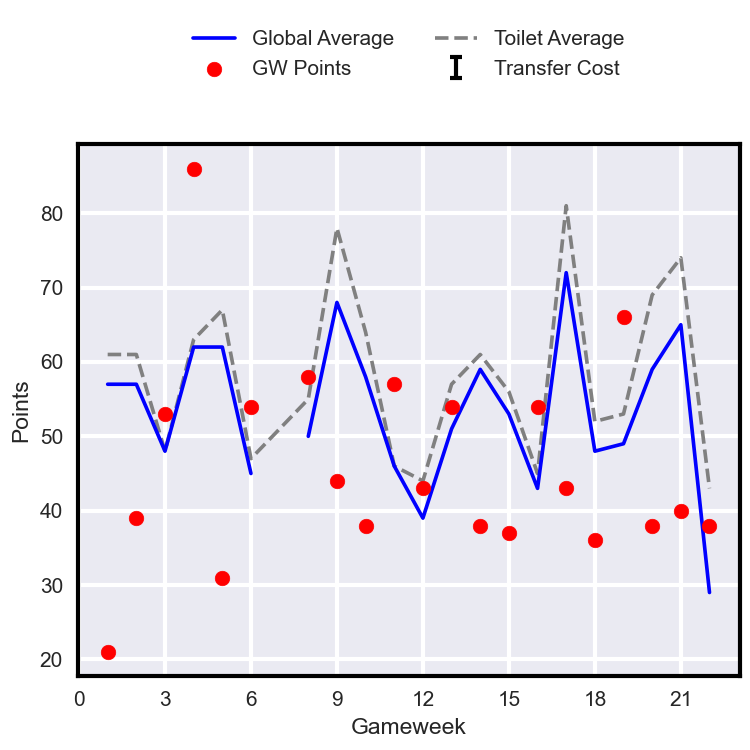 Global Average
Toilet Average
GW Points
Transfer Cost
80
70
60
50
40
30
20
Points
0 3 6 9 12 15 18 21
Gameweek